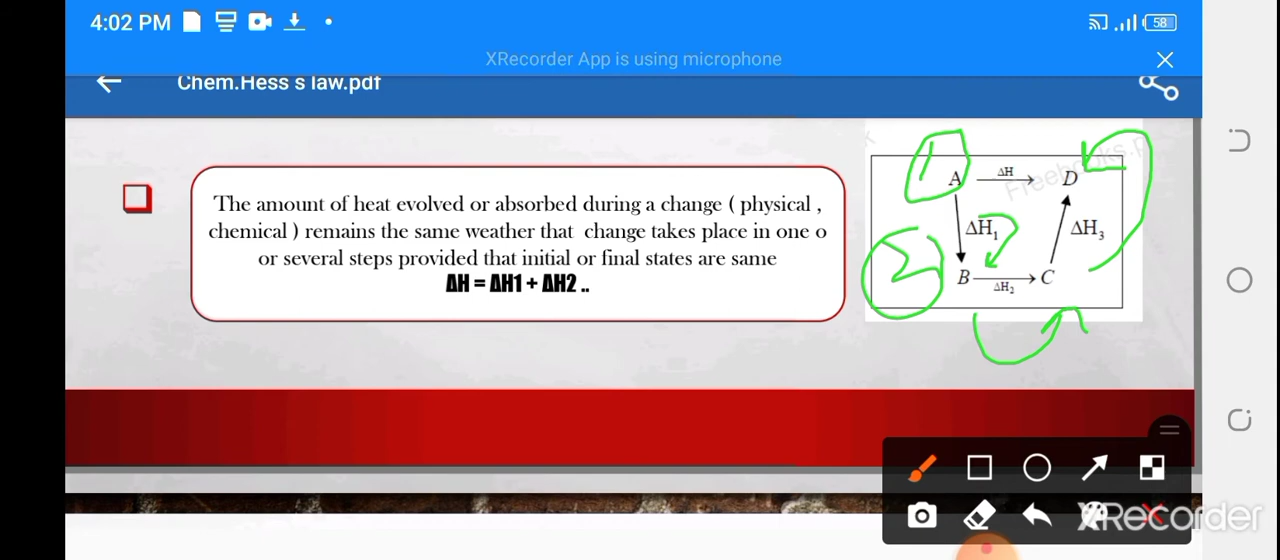 4:02 PM
58
XRecorder App is using microphone
Chem.Hess s law.pdf
The amount of heat evolved or absorbed during a change ( physical ,
chemical ) remains the same weather that change takes place in one o
or several steps provided that initial or final states are same
ΔH = ΔH1 + ΔH2 ..
1
A ΔH D
ΔH₁ ΔH₃
2
B ΔH₂ C
XRecorder